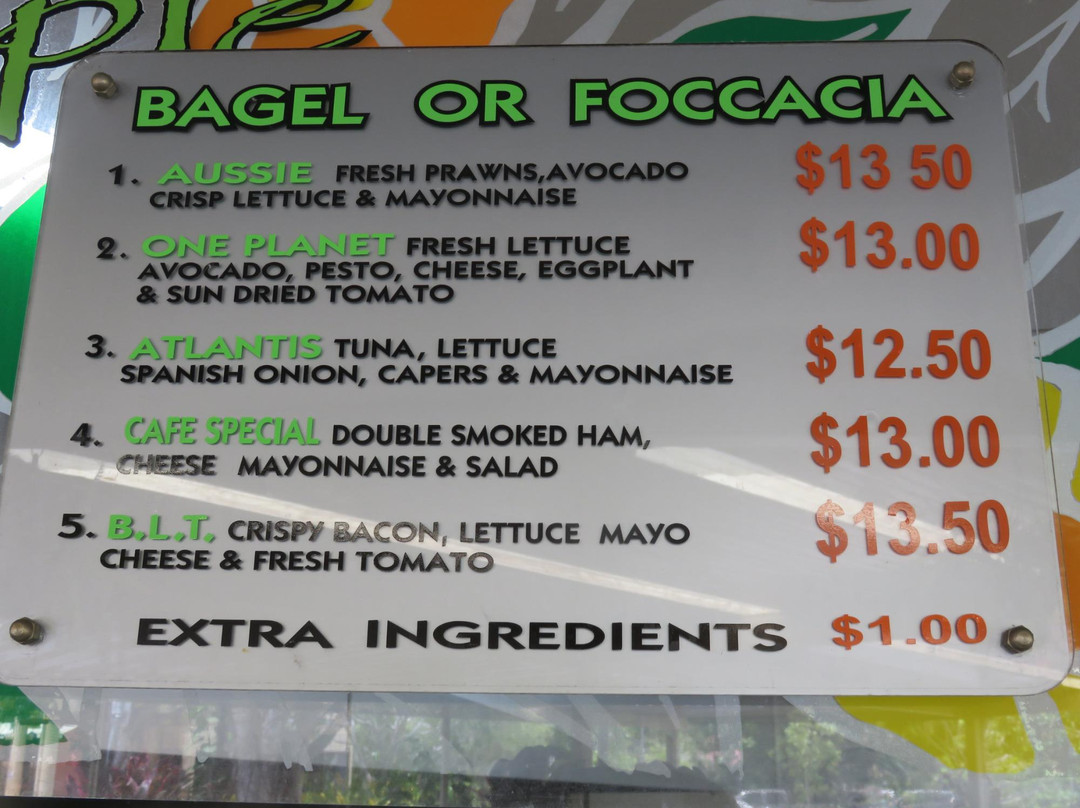 ple
BAGEL OR FOCCACIA
1. AUSSIE FRESH PRAWNS,AVOCADO $13 50
CRISP LETTUCE & MAYONNAISE
2. ONE PLANET FRESH LETTUCE $13.00
AVOCADO, PESTO, CHEESE, EGGPLANT
& SUN DRIED TOMATO
3. ATLANTIS TUNA, LETTUCE $12.50
SPANISH ONION, CAPERS & MAYONNAISE
4. CAFE SPECIAL DOUBLE SMOKED HAM, $13.00
CHEESE MAYONNAISE & SALAD
5. B.L.T. CRISPY BACON, LETTUCE MAYO $13.50
CHEESE & FRESH TOMATO
EXTRA INGREDIENTS $1.00